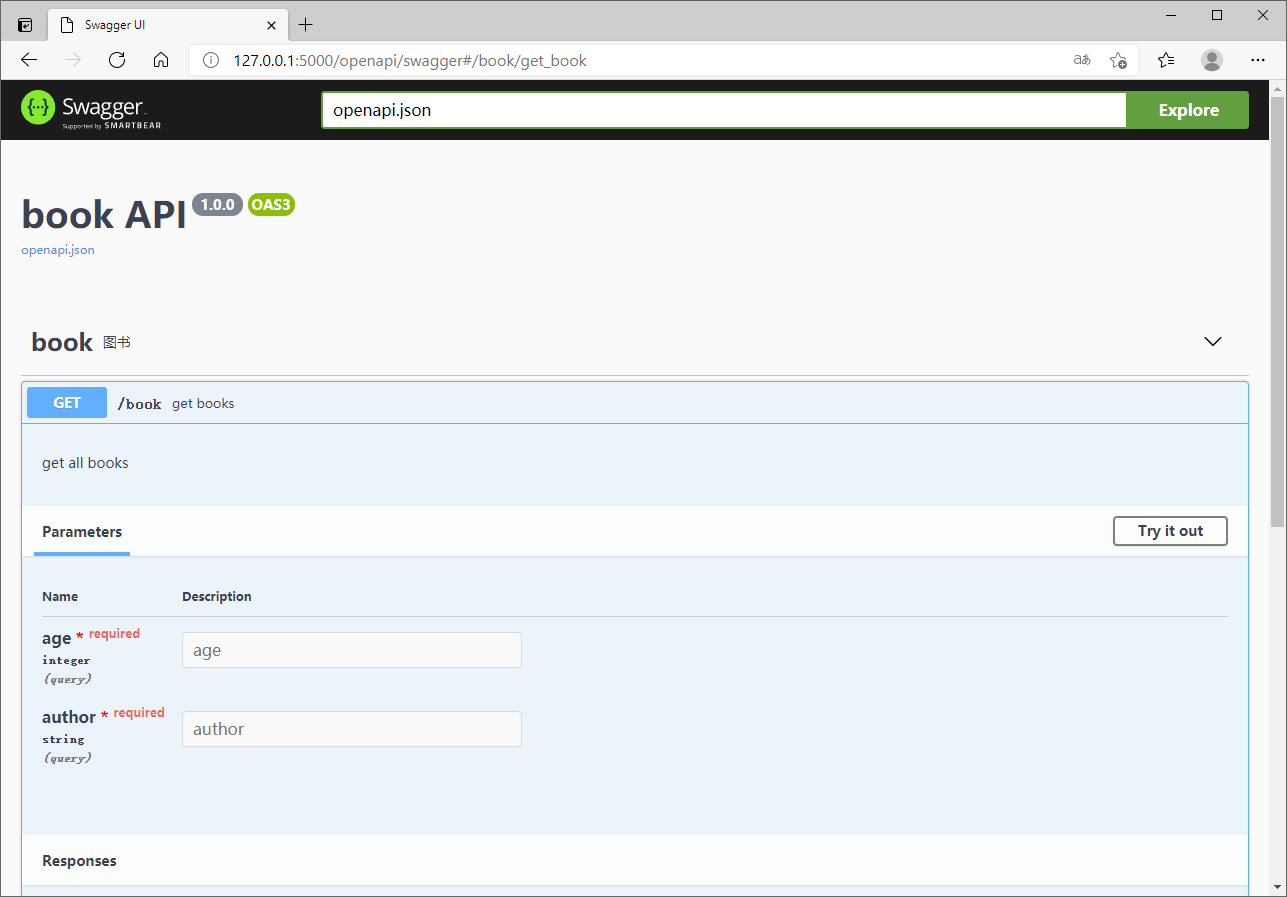 Swagger UI
127.0.0.1:5000/openapi/swagger#/book/get_book
aあ
Swagger
Supported by SMARTBEAR
openapi.json
Explore
book API 1.0.0 OAS3
openapi.json
book 图书
GET /book get books
get all books
Parameters
Try it out
Name Description
age * required
integer
(query)
age
author * required
string
(query)
author
Responses